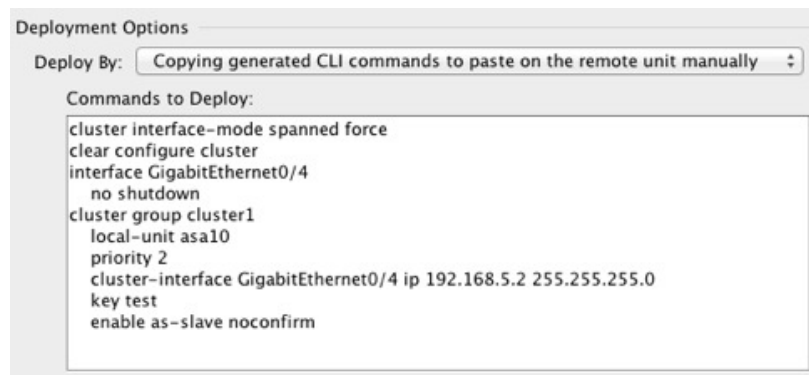 Deployment Options
Deploy By: Copying generated CLI commands to paste on the remote unit manually
Commands to Deploy:
cluster interface-mode spanned force
clear configure cluster
interface GigabitEthernet0/4
no shutdown
cluster group cluster1
local-unit asa10
priority 2
cluster-interface GigabitEthernet0/4 ip 192.168.5.2 255.255.255.0
key test
enable as-slave noconfirm